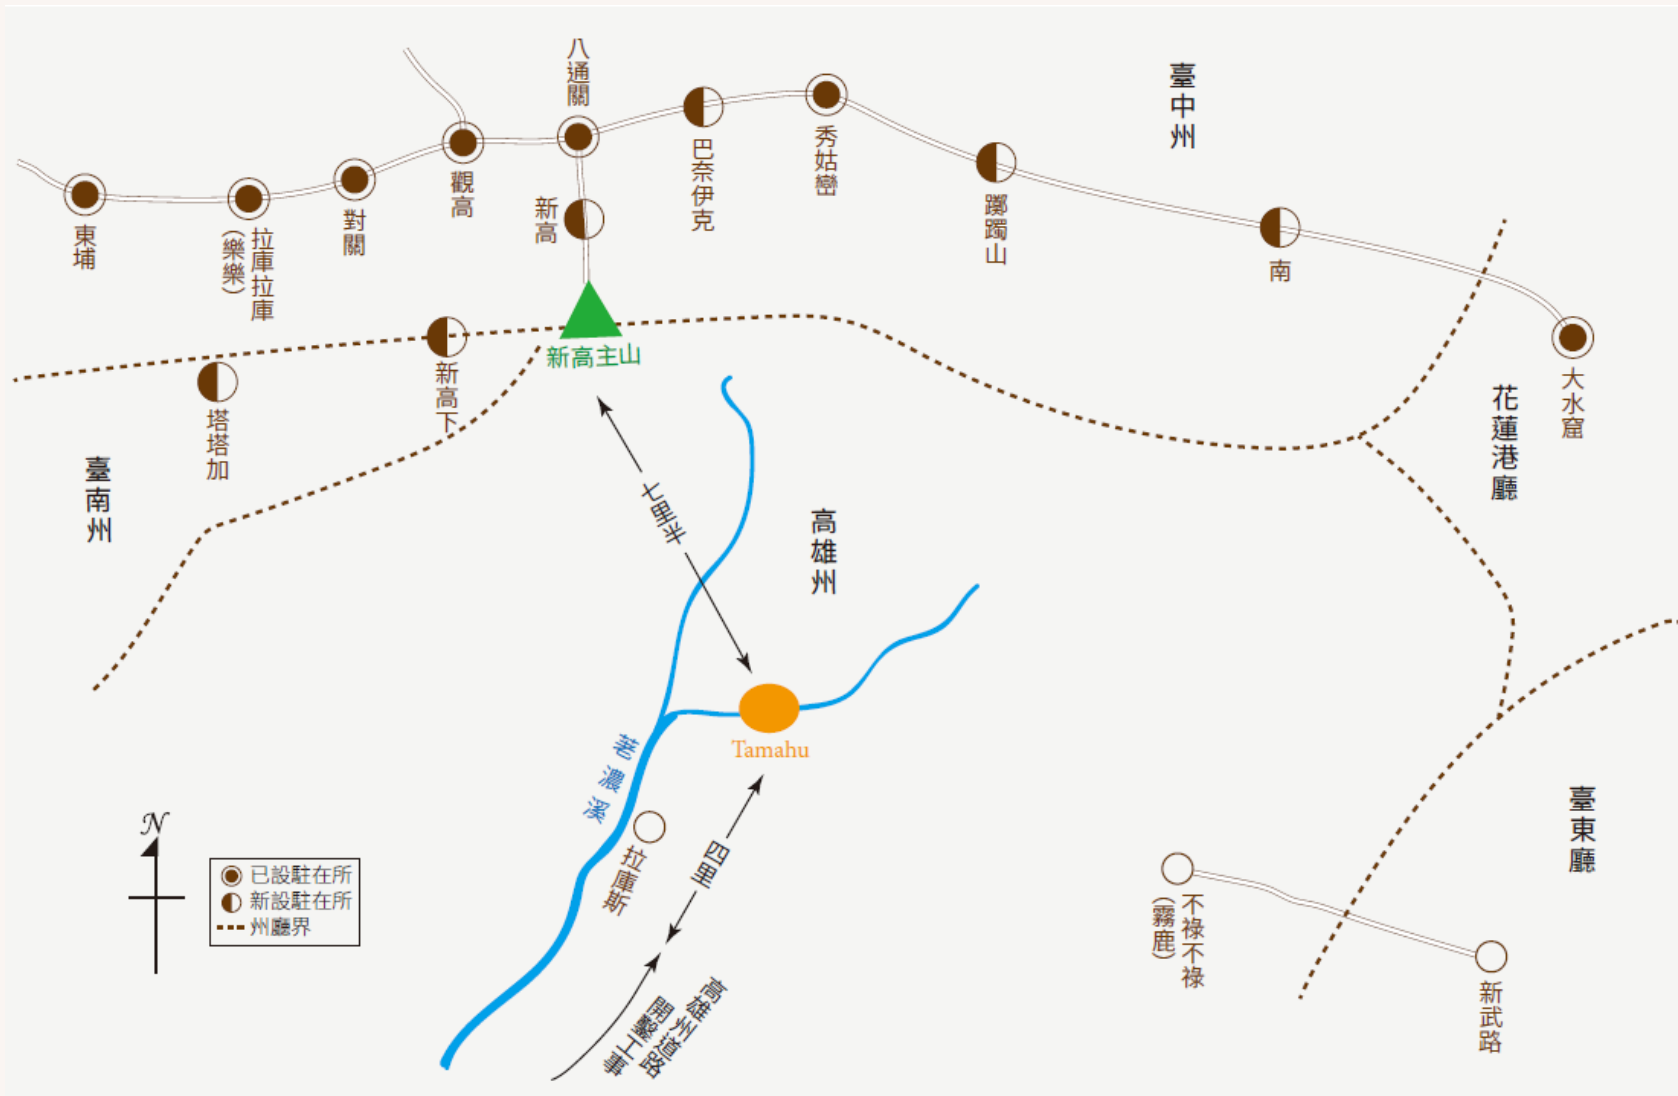 八通關
臺中州
巴奈伊克
秀姑巒
觀高
新高
對關
東埔
拉庫拉庫
(樂樂)
躑躅山
南
新高主山
新高下
塔塔加
大水窟
花蓮港廳
臺南州
七里半
高雄州
荖濃溪
Tamahu
拉庫斯
四里
臺東廳
N
已設駐在所
新設駐在所
州廳界
不祿不祿
(霧鹿)
新武路
高雄州道路
開鑿工事